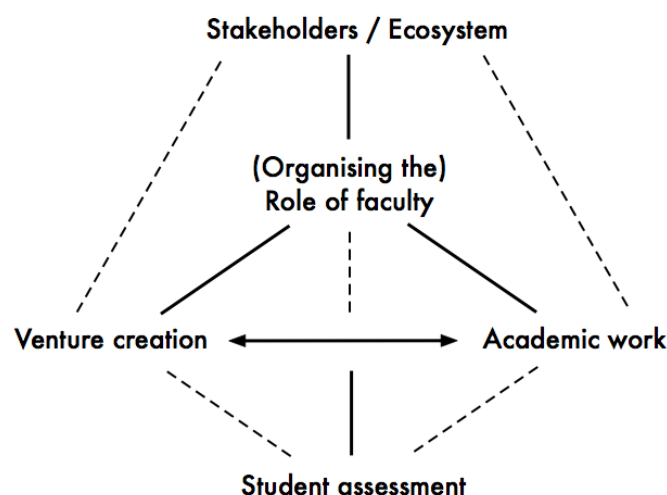 Stakeholders / Ecosystem
(Organising the)
Role of faculty
Venture creation
Academic work
Student assessment